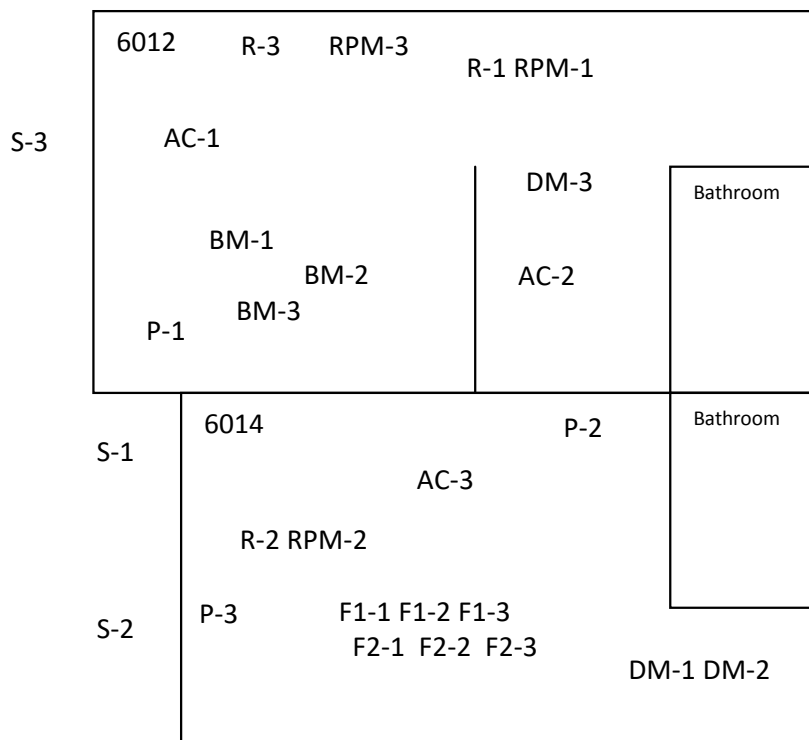 6012 R-3 RPM-3
R-1 RPM-1
S-3 AC-1
DM-3 Bathroom
BM-1
BM-2 AC-2
BM-3
P-1
6014 P-2 Bathroom
S-1
AC-3
R-2 RPM-2
P-3 F1-1 F1-2 F1-3
S-2
F2-1 F2-2 F2-3
DM-1 DM-2